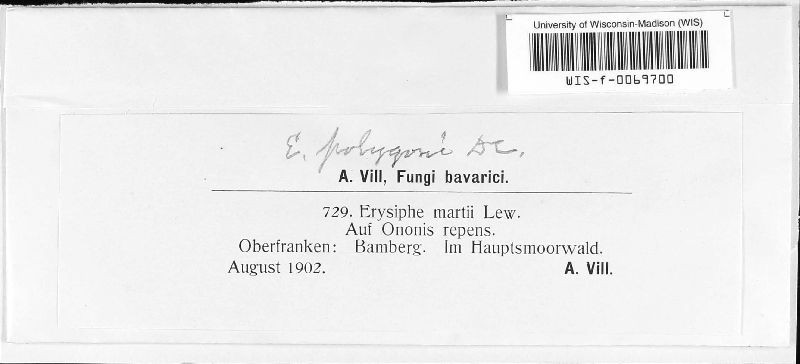 University of Wisconsin-Madison (WIS)
WIS-f-0069700
E. polygoni DC.
A. Vill, Fungi bavarici.
729. Erysiphe martii Lew.
Auf Ononis repens.
Oberfranken: Bamberg. Im Hauptsmoorwald.
August 1902. A. Vill.